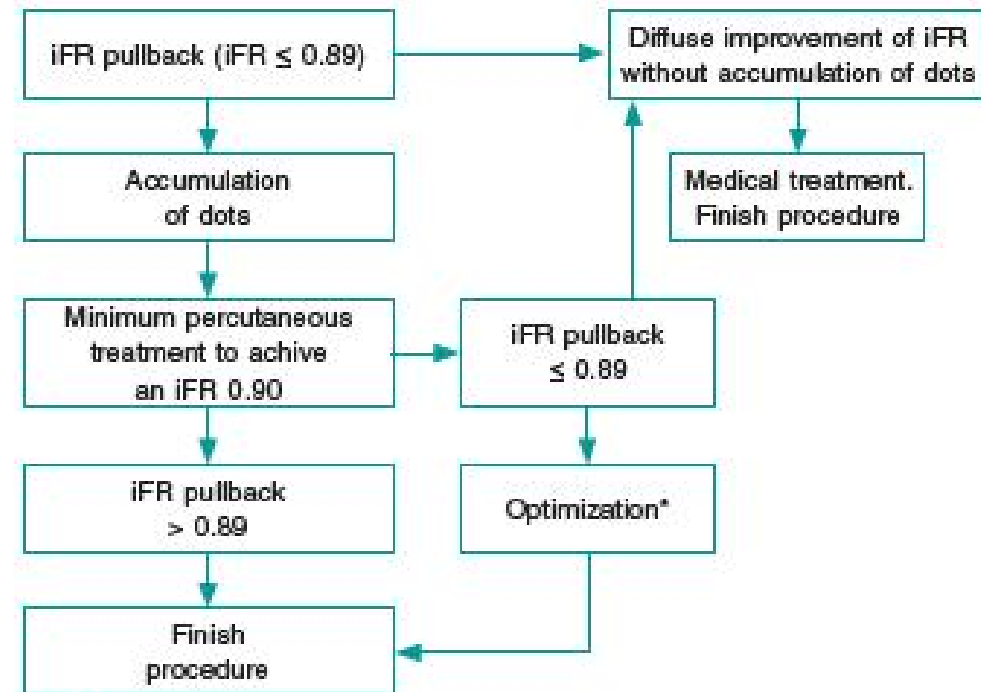 iFR pullback (iFR ≤ 0.89)
Diffuse improvement of iFR
without accumulation of dots
Accumulation
of dots
Medical treatment.
Finish procedure
Minimum percutaneous
treatment to achive
an iFR 0.90
iFR pullback
≤ 0.89
iFR pullback
> 0.89
Optimization*
Finish
procedure